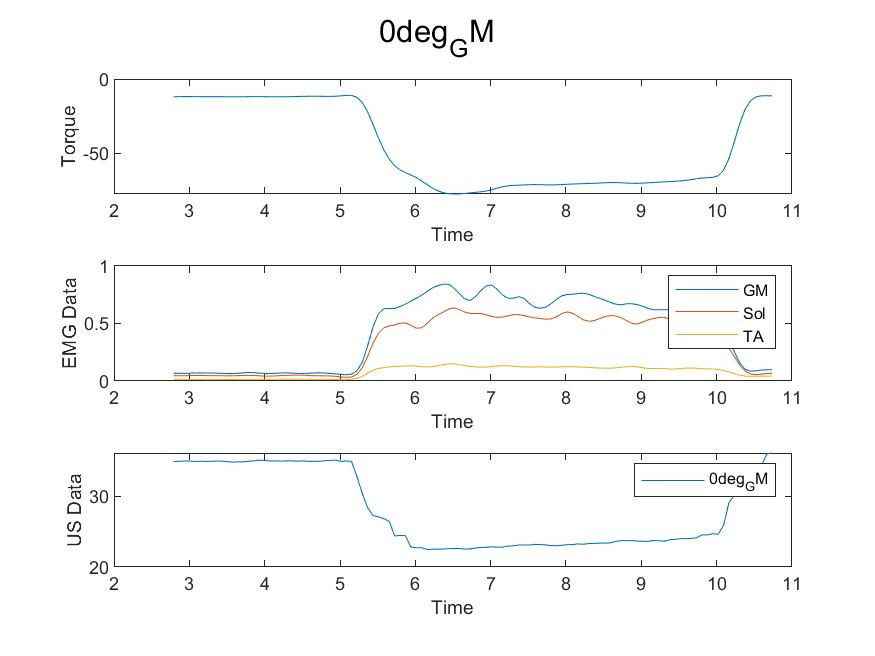 0deg_GM
0
-50
Torque
2 3 4 5 6 7 8 9 10 11
Time
1
0.5
0
EMG Data
GM
Sol
TA
2 3 4 5 6 7 8 9 10 11
Time
30
20
US Data
0deg_GM
2 3 4 5 6 7 8 9 10 11
Time